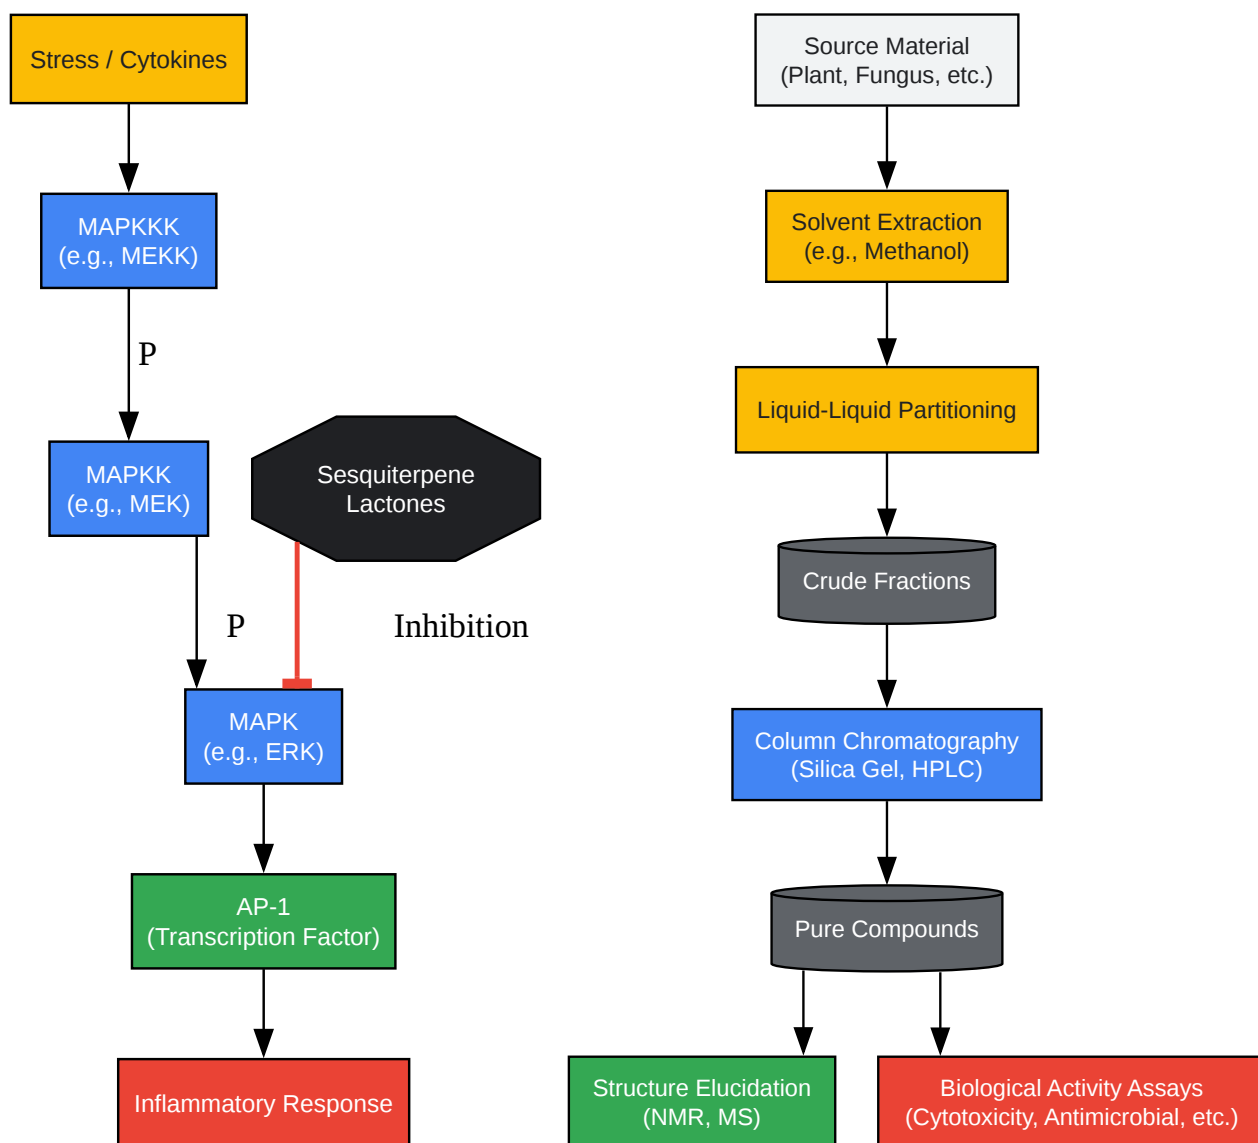 Stress / Cytokines
MAPKKK
(e.g., MEKK)
P
MAPKK
(e.g., MEK)
Sesquiterpene
Lactones
P
Inhibition
MAPK
(e.g., ERK)
AP-1
(Transcription Factor)
Inflammatory Response
Source Material
(Plant, Fungus, etc.)
Solvent Extraction
(e.g., Methanol)
Liquid-Liquid Partitioning
Crude Fractions
Column Chromatography
(Silica Gel, HPLC)
Pure Compounds
Structure Elucidation
(NMR, MS)
Biological Activity Assays
(Cytotoxicity, Antimicrobial, etc.)